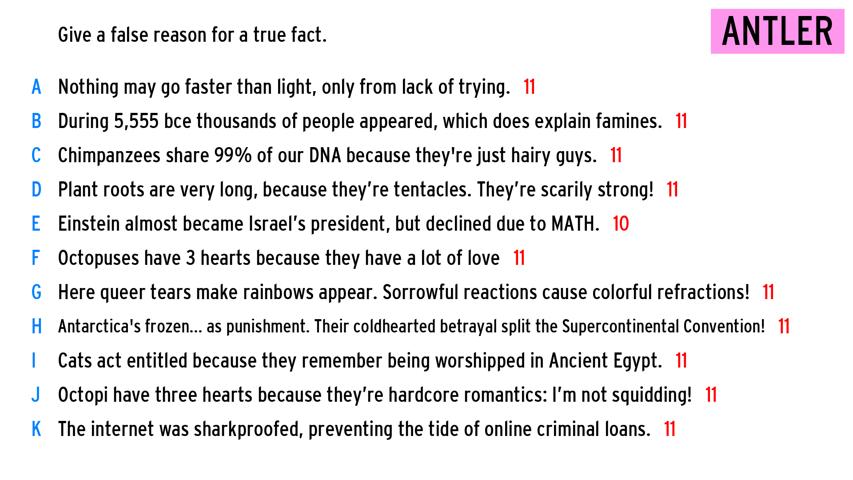 Give a false reason for a true fact.
ANTLER
A Nothing may go faster than light, only from lack of trying. 11
B During 5,555 bce thousands of people appeared, which does explain famines. 11
C Chimpanzees share 99% of our DNA because they're just hairy guys. 11
D Plant roots are very long, because they’re tentacles. They’re scarily strong! 11
E Einstein almost became Israel’s president, but declined due to MATH. 10
F Octopuses have 3 hearts because they have a lot of love 11
G Here queer tears make rainbows appear. Sorrowful reactions cause colorful refractions! 11
H Antarctica's frozen... as punishment. Their coldhearted betrayal split the Supercontinental Convention! 11
I Cats act entitled because they remember being worshipped in Ancient Egypt. 11
J Octopi have three hearts because they’re hardcore romantics: I’m not squidding! 11
K The internet was sharkproofed, preventing the tide of online criminal loans. 11